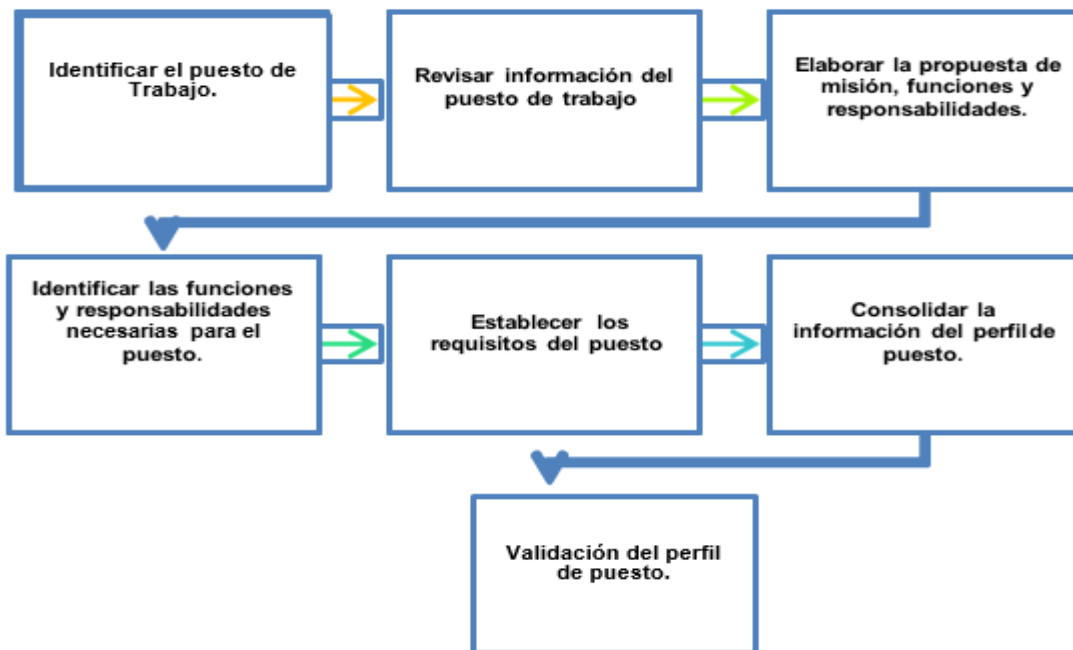 Identificar el puesto de
Trabajo.
Revisar información del
puesto de trabajo
Elaborar la propuesta de
misión, funciones y
responsabilidades.
Identificar las funciones
y responsabilidades
necesarias para el
puesto.
Establecer los
requisitos del puesto
Consolidar la
información del perfil de
puesto.
Validación del perfil
de puesto.